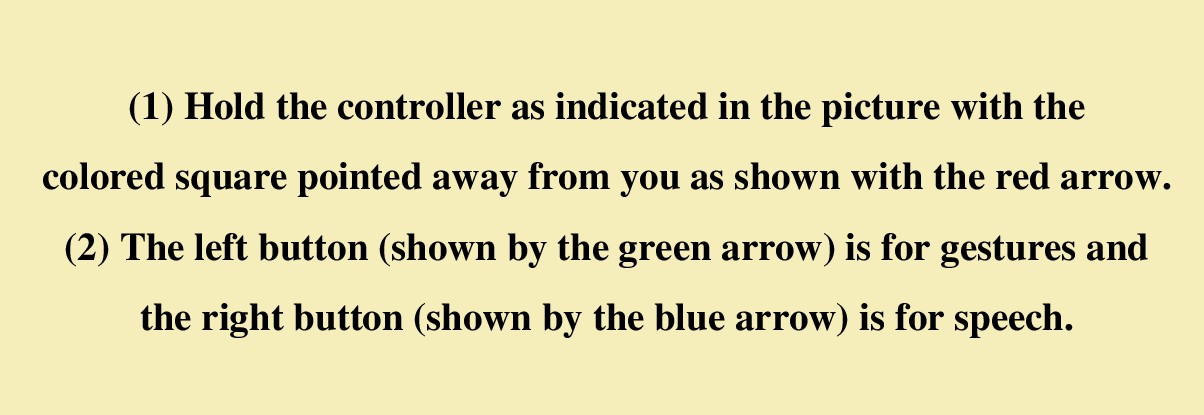 (1) Hold the controller as indicated in the picture with the
colored square pointed away from you as shown with the red arrow.
(2) The left button (shown by the green arrow) is for gestures and
the right button (shown by the blue arrow) is for speech.